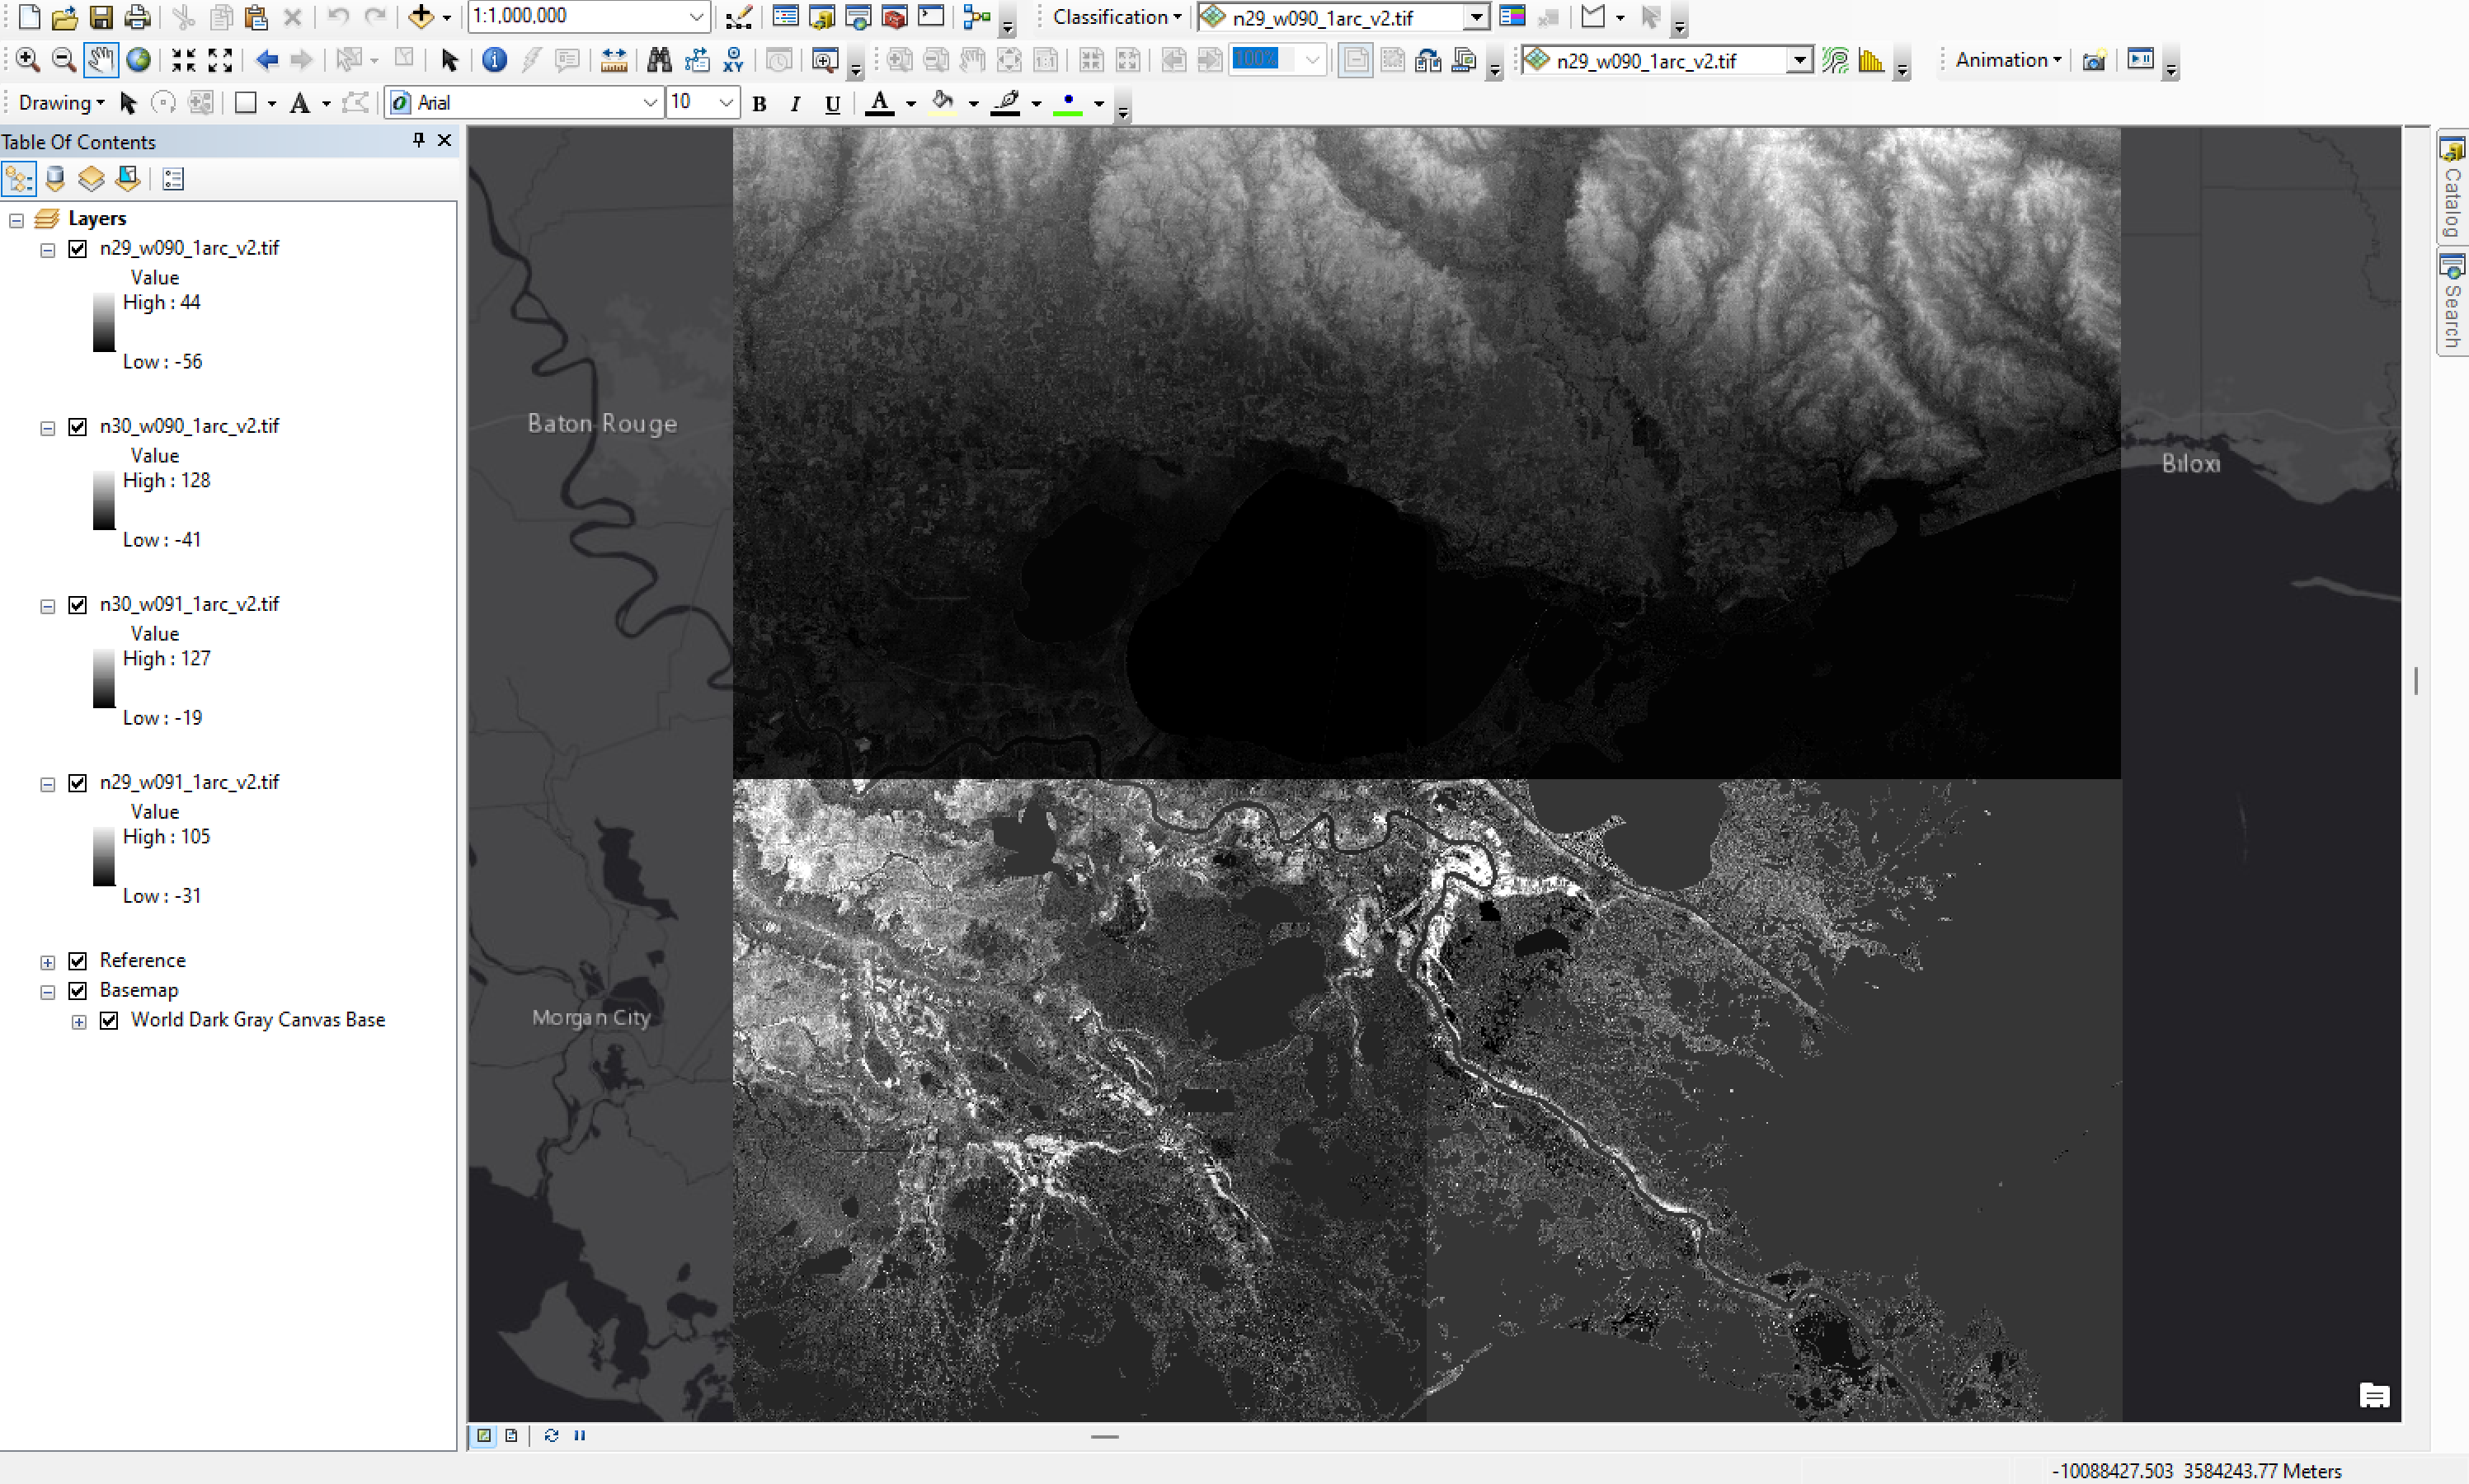 1:1,000,000 Classification n29_w090_1arc_v2.tif
100% n29_w090_1arc_v2.tif Animation
Drawing Arial 10 B I U A
Table Of Contents
Layers
n29_w090_1arc_v2.tif
Value
High : 44
Low : -56
n30_w090_1arc_v2.tif
Value
High : 128
Low : -41
n30_w091_1arc_v2.tif
Value
High : 127
Low : -19
n29_w091_1arc_v2.tif
Value
High : 105
Low : -31
Reference
Basemap
World Dark Gray Canvas Base
Baton Rouge
Biloxi
Morgan City
Catalog
Search
-10088427.503 3584243.77 Meters